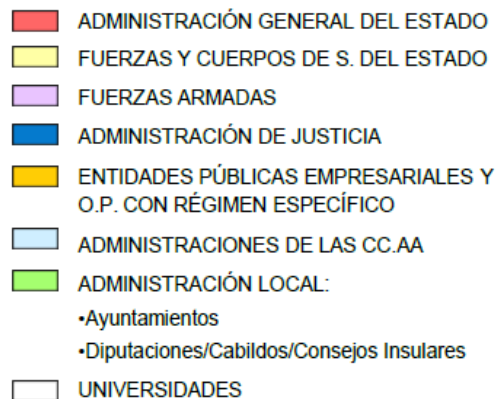 ADMINISTRACIÓN GENERAL DEL ESTADO
FUERZAS Y CUERPOS DE S. DEL ESTADO
FUERZAS ARMADAS
ADMINISTRACIÓN DE JUSTICIA
ENTIDADES PÚBLICAS EMPRESARIALES Y
O.P. CON RÉGIMEN ESPECÍFICO
ADMINISTRACIONES DE LAS CC.AA
ADMINISTRACIÓN LOCAL:
•Ayuntamientos
•Diputaciones/Cabildos/Consejos Insulares
UNIVERSIDADES